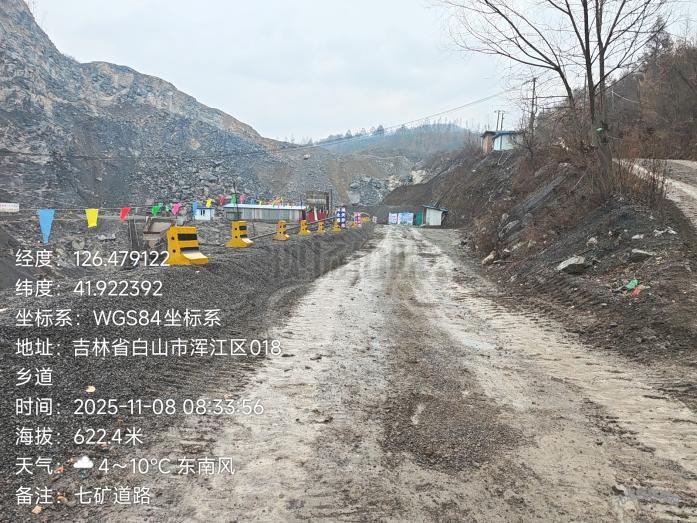 经度：126.479122
纬度：41.922392
坐标系：WGS84坐标系
地址：吉林省白山市浑江区018
乡道
时间：2025-11-08 08:33:56
海拔：622.4米
天气：☁ 4～10℃ 东南风
备注：七矿道路